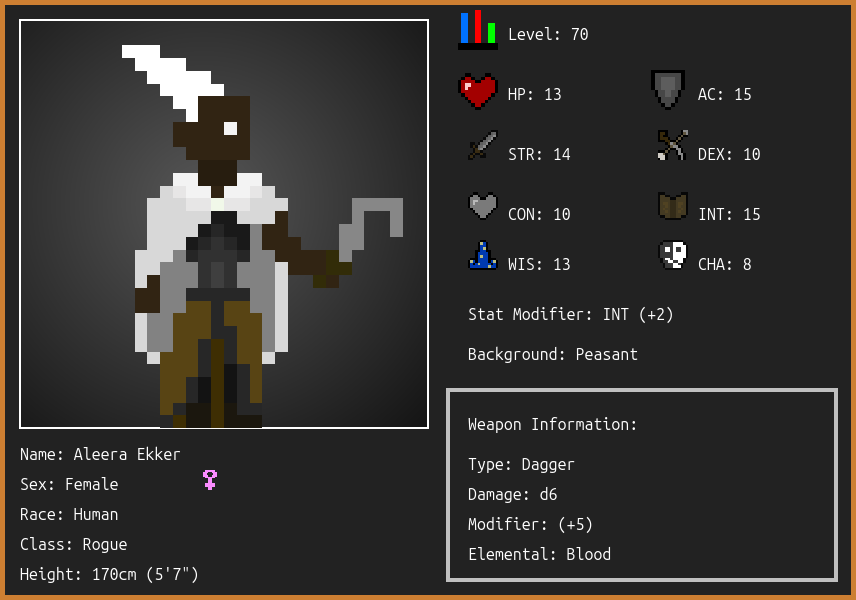 Level: 70
HP: 13
AC: 15
STR: 14
DEX: 10
CON: 10
INT: 15
WIS: 13
CHA: 8
Stat Modifier: INT (+2)
Background: Peasant
Weapon Information:
Type: Dagger
Damage: d6
Modifier: (+5)
Elemental: Blood
Name: Aleera Ekker
Sex: Female
Race: Human
Class: Rogue
Height: 170cm (5'7")